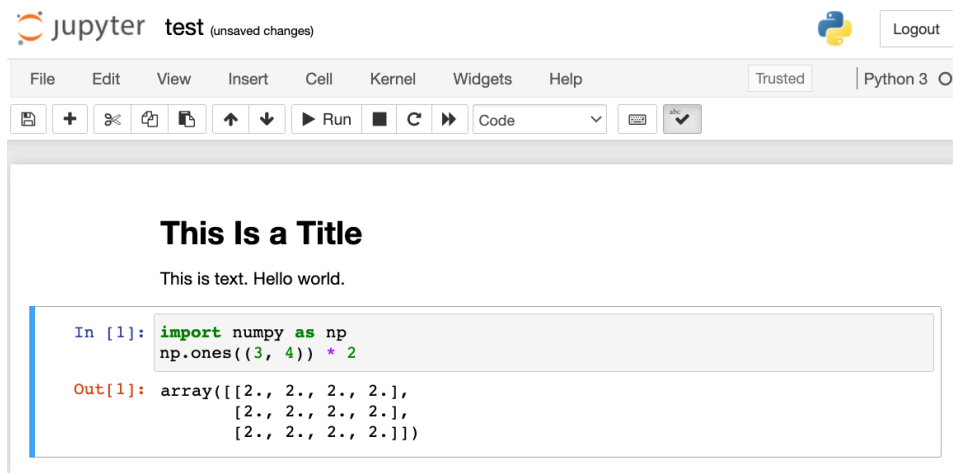 jupyter test (unsaved changes) Logout
File Edit View Insert Cell Kernel Widgets Help Trusted Python 3
Run Code abc
This Is a Title
This is text. Hello world.
In [1]: import numpy as np
np.ones((3, 4)) * 2
Out[1]: array([[2., 2., 2., 2.],
[2., 2., 2., 2.],
[2., 2., 2., 2.]])